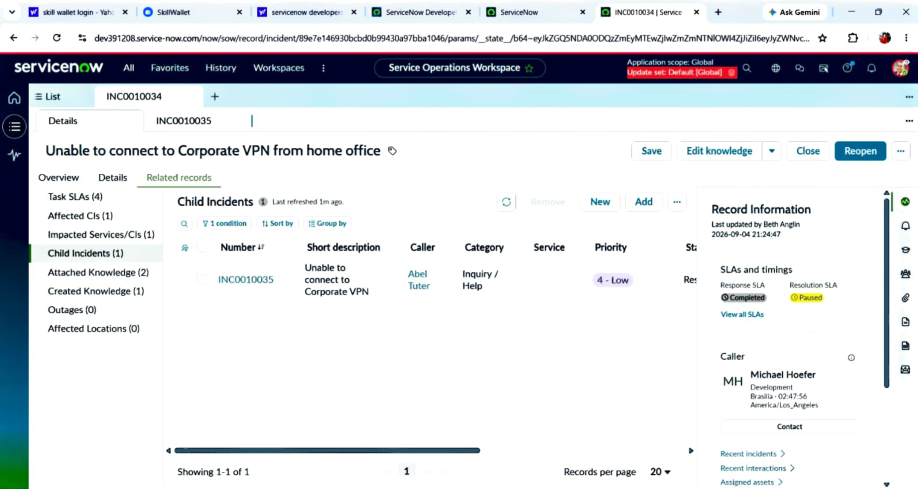 skill wallet login - Yah
SkillWallet
servicenow developer
ServiceNow Develope
ServiceNow
INC0010034 | Service
Ask Gemini
dev391208.service-now.com/now/sow/record/incident/89e7e146930bcbd0b99430a97bba1046/params/__state__/
servicenow
All
Favorites
History
Workspaces
Service Operations Workspace
Application scope: Global
Update set: Default [Global]
List
INC0010034
Details
INC0010035
Unable to connect to Corporate VPN from home office
Save
Edit knowledge
Close
Reopen
Overview
Details
Related records
Task SLAs (4)
Affected CIs (1)
Impacted Services/CIs (1)
Child Incidents (1)
Attached Knowledge (2)
Created Knowledge (1)
Outages (0)
Affected Locations (0)
Child Incidents 1 Last refreshed 1m ago.
Remove
New
Add
1 condition
Sort by
Group by
Number
Short description
Caller
Category
Service
Priority
Sta
INC0010035
Unable to
connect to
Corporate VPN
Abel
Tuter
Inquiry /
Help
4 - Low
Res
Showing 1-1 of 1
1
Records per page 20
Record Information
Last updated by Beth Anglin
2026-09-04 21:24:47
SLAs and timings
Response SLA
Resolution SLA
Completed
Paused
View all SLAs
Caller
MH
Michael Hoefer
Development
Brasilia · 02:47:56
America/Los_Angeles
Contact
Recent incidents
Recent interactions
Assigned assets